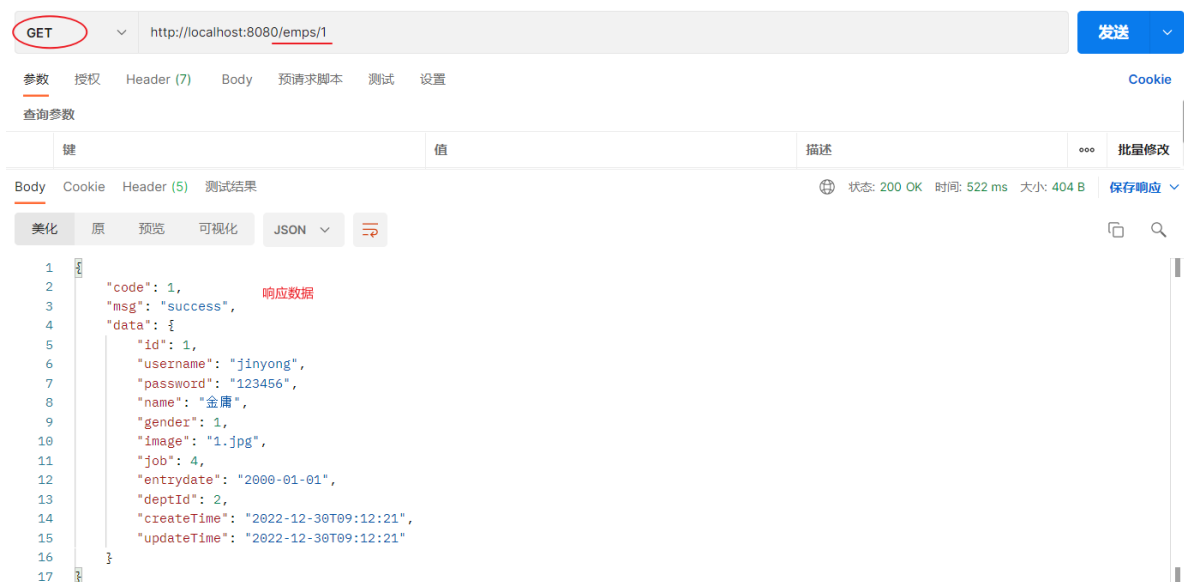 GET http://localhost:8080/emps/1 发送
参数 授权 Header (7) Body 预请求脚本 测试 设置 Cookie
查询参数
键 值 描述 ooo 批量修改
Body Cookie Header (5) 测试结果 状态: 200 OK 时间: 522 ms 大小: 404 B 保存响应
美化 原 预览 可视化 JSON
1 {
2 "code": 1,
响应数据
3 "msg": "success",
4 "data": {
5 "id": 1,
6 "username": "jinyong",
7 "password": "123456",
8 "name": "金庸",
9 "gender": 1,
10 "image": "1.jpg",
11 "job": 4,
12 "entrydate": "2000-01-01",
13 "deptId": 2,
14 "createTime": "2022-12-30T09:12:21",
15 "updateTime": "2022-12-30T09:12:21"
16 }
17 }